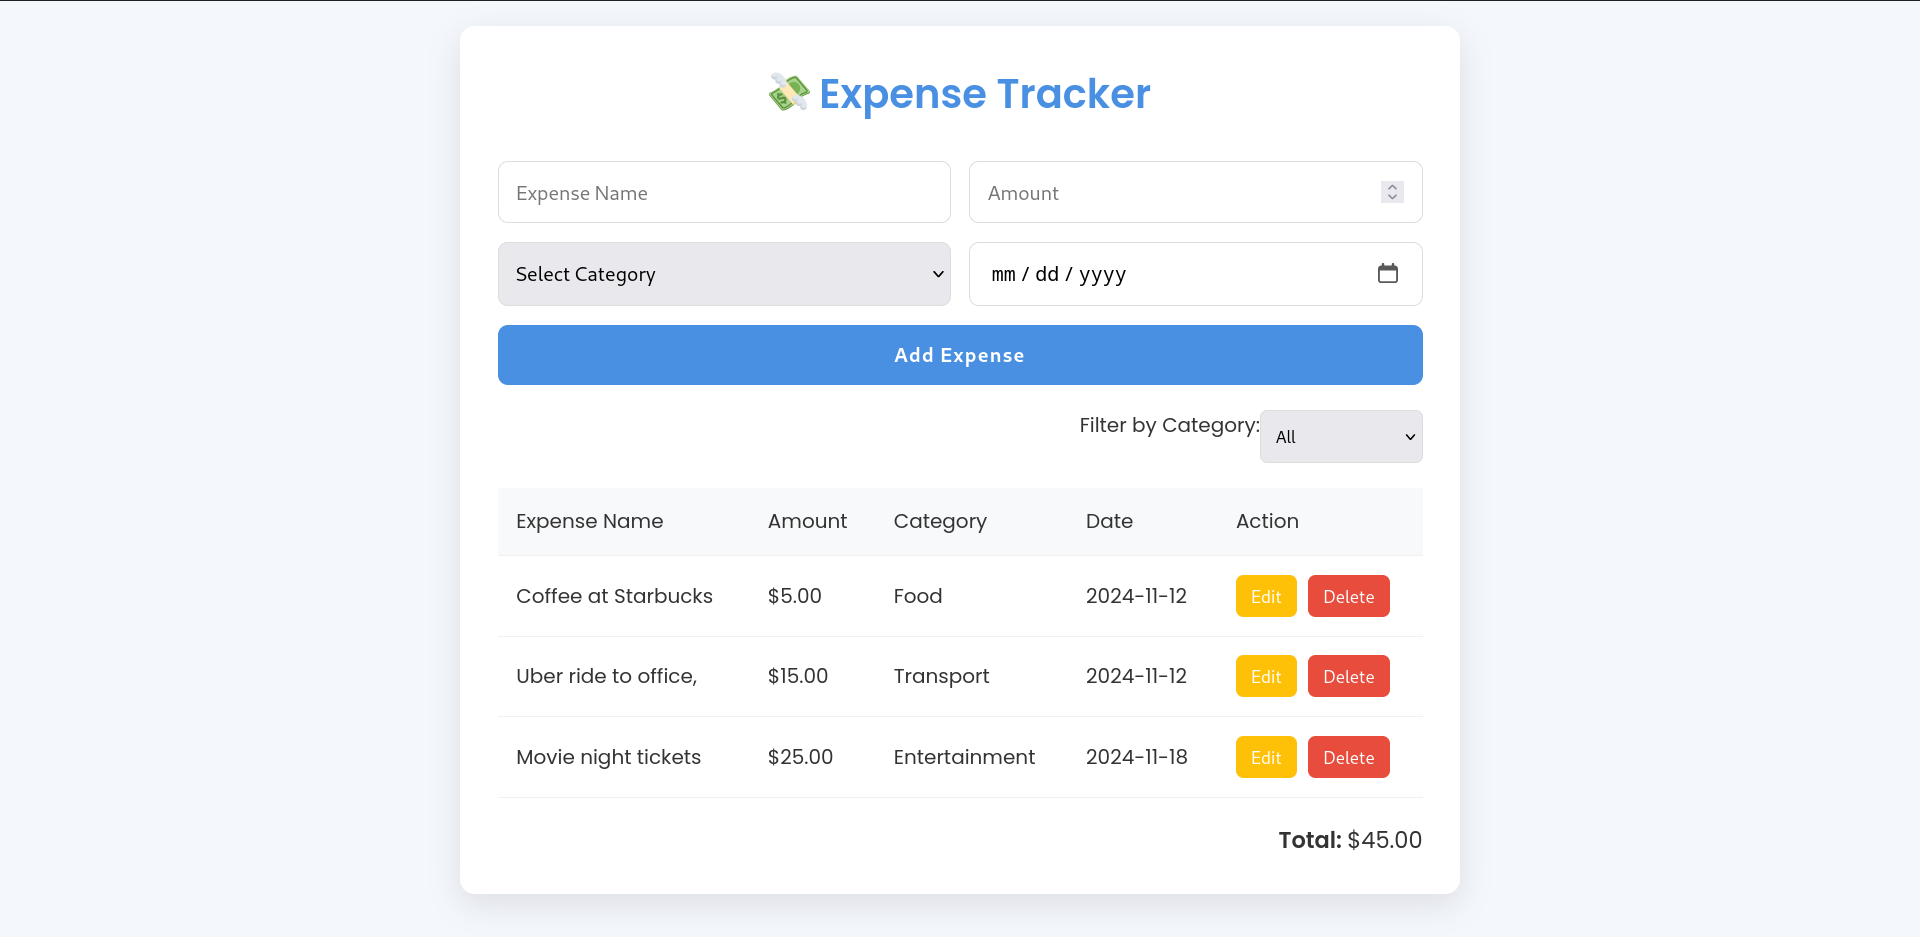 💸 Expense Tracker
Expense Name Amount
Select Category mm / dd / yyyy
Add Expense
Filter by Category: All
Expense Name Amount Category Date Action
Coffee at Starbucks $5.00 Food 2024-11-12 Edit Delete
Uber ride to office, $15.00 Transport 2024-11-12 Edit Delete
Movie night tickets $25.00 Entertainment 2024-11-18 Edit Delete
Total: $45.00